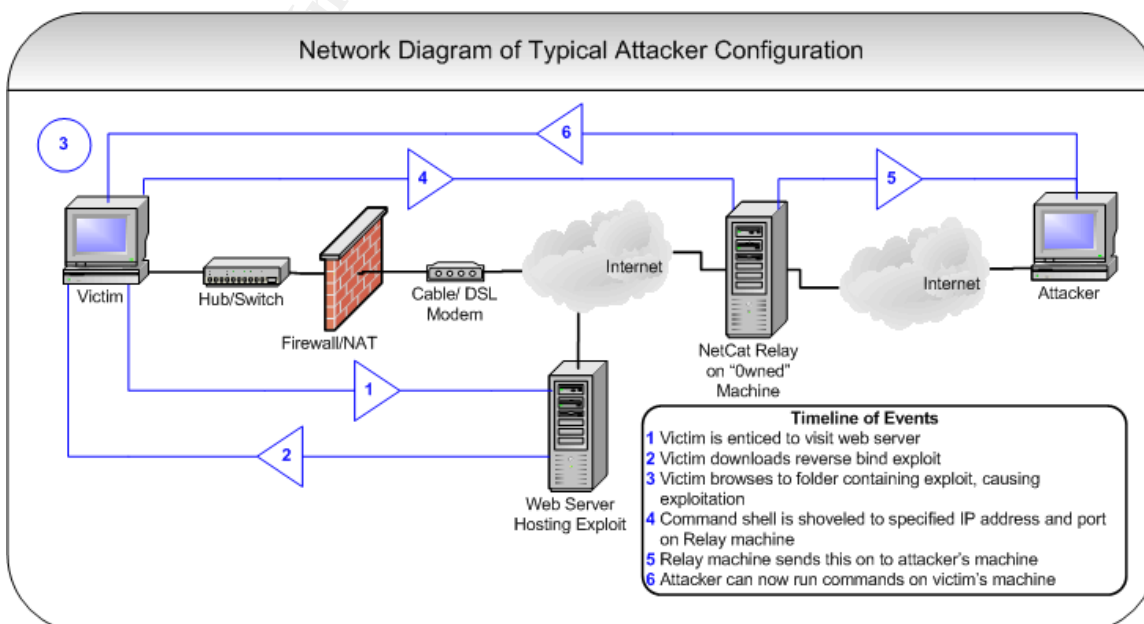 Network Diagram of Typical Attacker Configuration
3
6
4
5
Internet
Internet
Victim
Hub/Switch
Cable/ DSL
Modem
Firewall/NAT
NetCat Relay
on "0wned"
Machine
Attacker
1
2
Web Server
Hosting Exploit
Timeline of Events
1 Victim is enticed to visit web server
2 Victim downloads reverse bind exploit
3 Victim browses to folder containing exploit, causing
exploitation
4 Command shell is shoveled to specified IP address and port
on Relay machine
5 Relay machine sends this on to attacker's machine
6 Attacker can now run commands on victim's machine